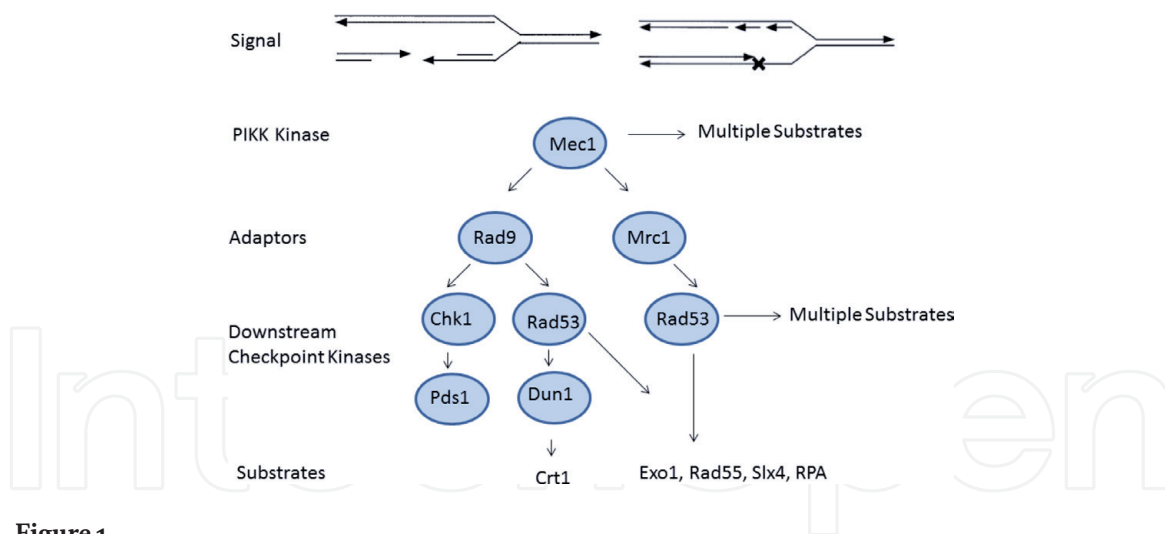 Signal
PIKK Kinase
Mec1
Multiple Substrates
Adaptors
Rad9
Mrc1
Downstream
Checkpoint Kinases
Chk1
Rad53
Rad53
Multiple Substrates
Pds1
Dun1
Substrates
Crt1
Exo1, Rad55, Slx4, RPA
Figure 1